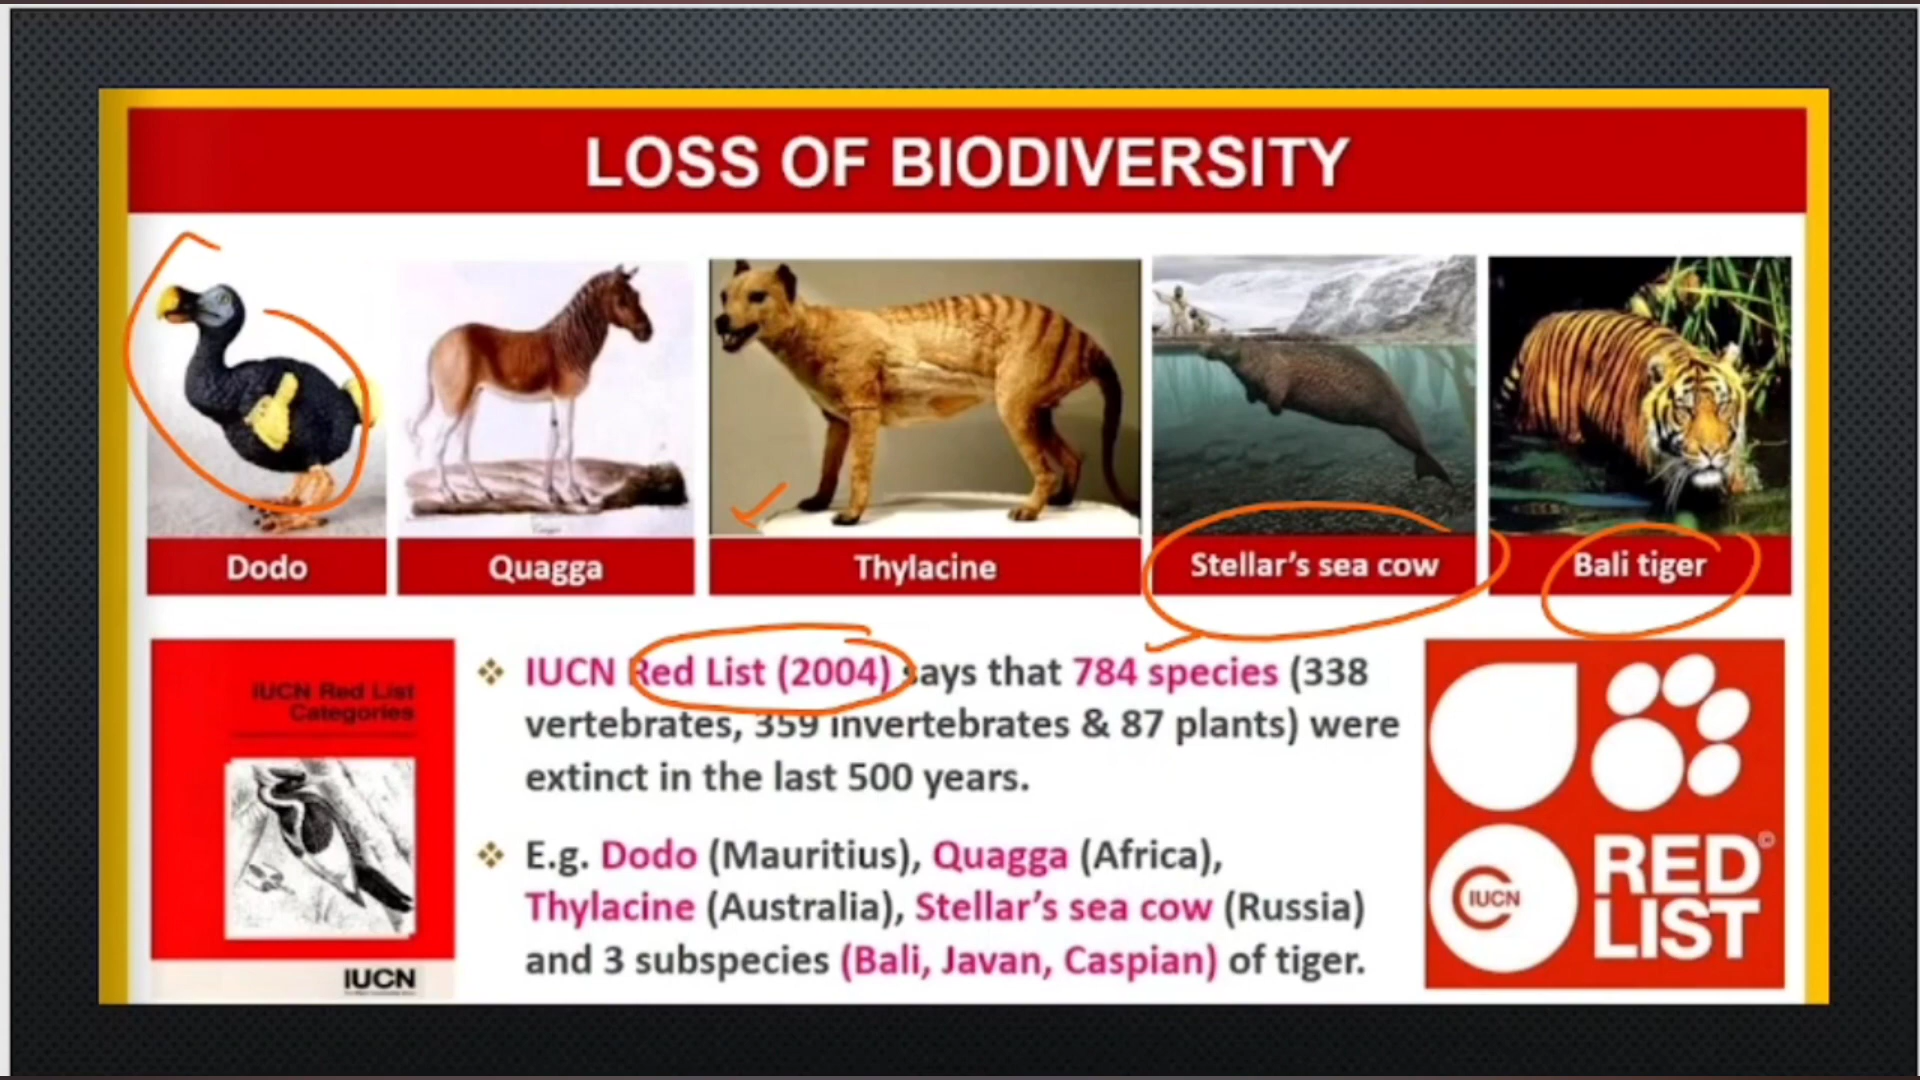 LOSS OF BIODIVERSITY
Dodo
Quagga
Thylacine
Stellar's sea cow
Bali tiger
IUCN Red List
Categories
IUCN
IUCN Red List (2004) says that 784 species (338
vertebrates, 359 invertebrates & 87 plants) were
extinct in the last 500 years.
E.g. Dodo (Mauritius), Quagga (Africa),
Thylacine (Australia), Stellar's sea cow (Russia)
and 3 subspecies (Bali, Javan, Caspian) of tiger.
IUCN
RED ©
LIST